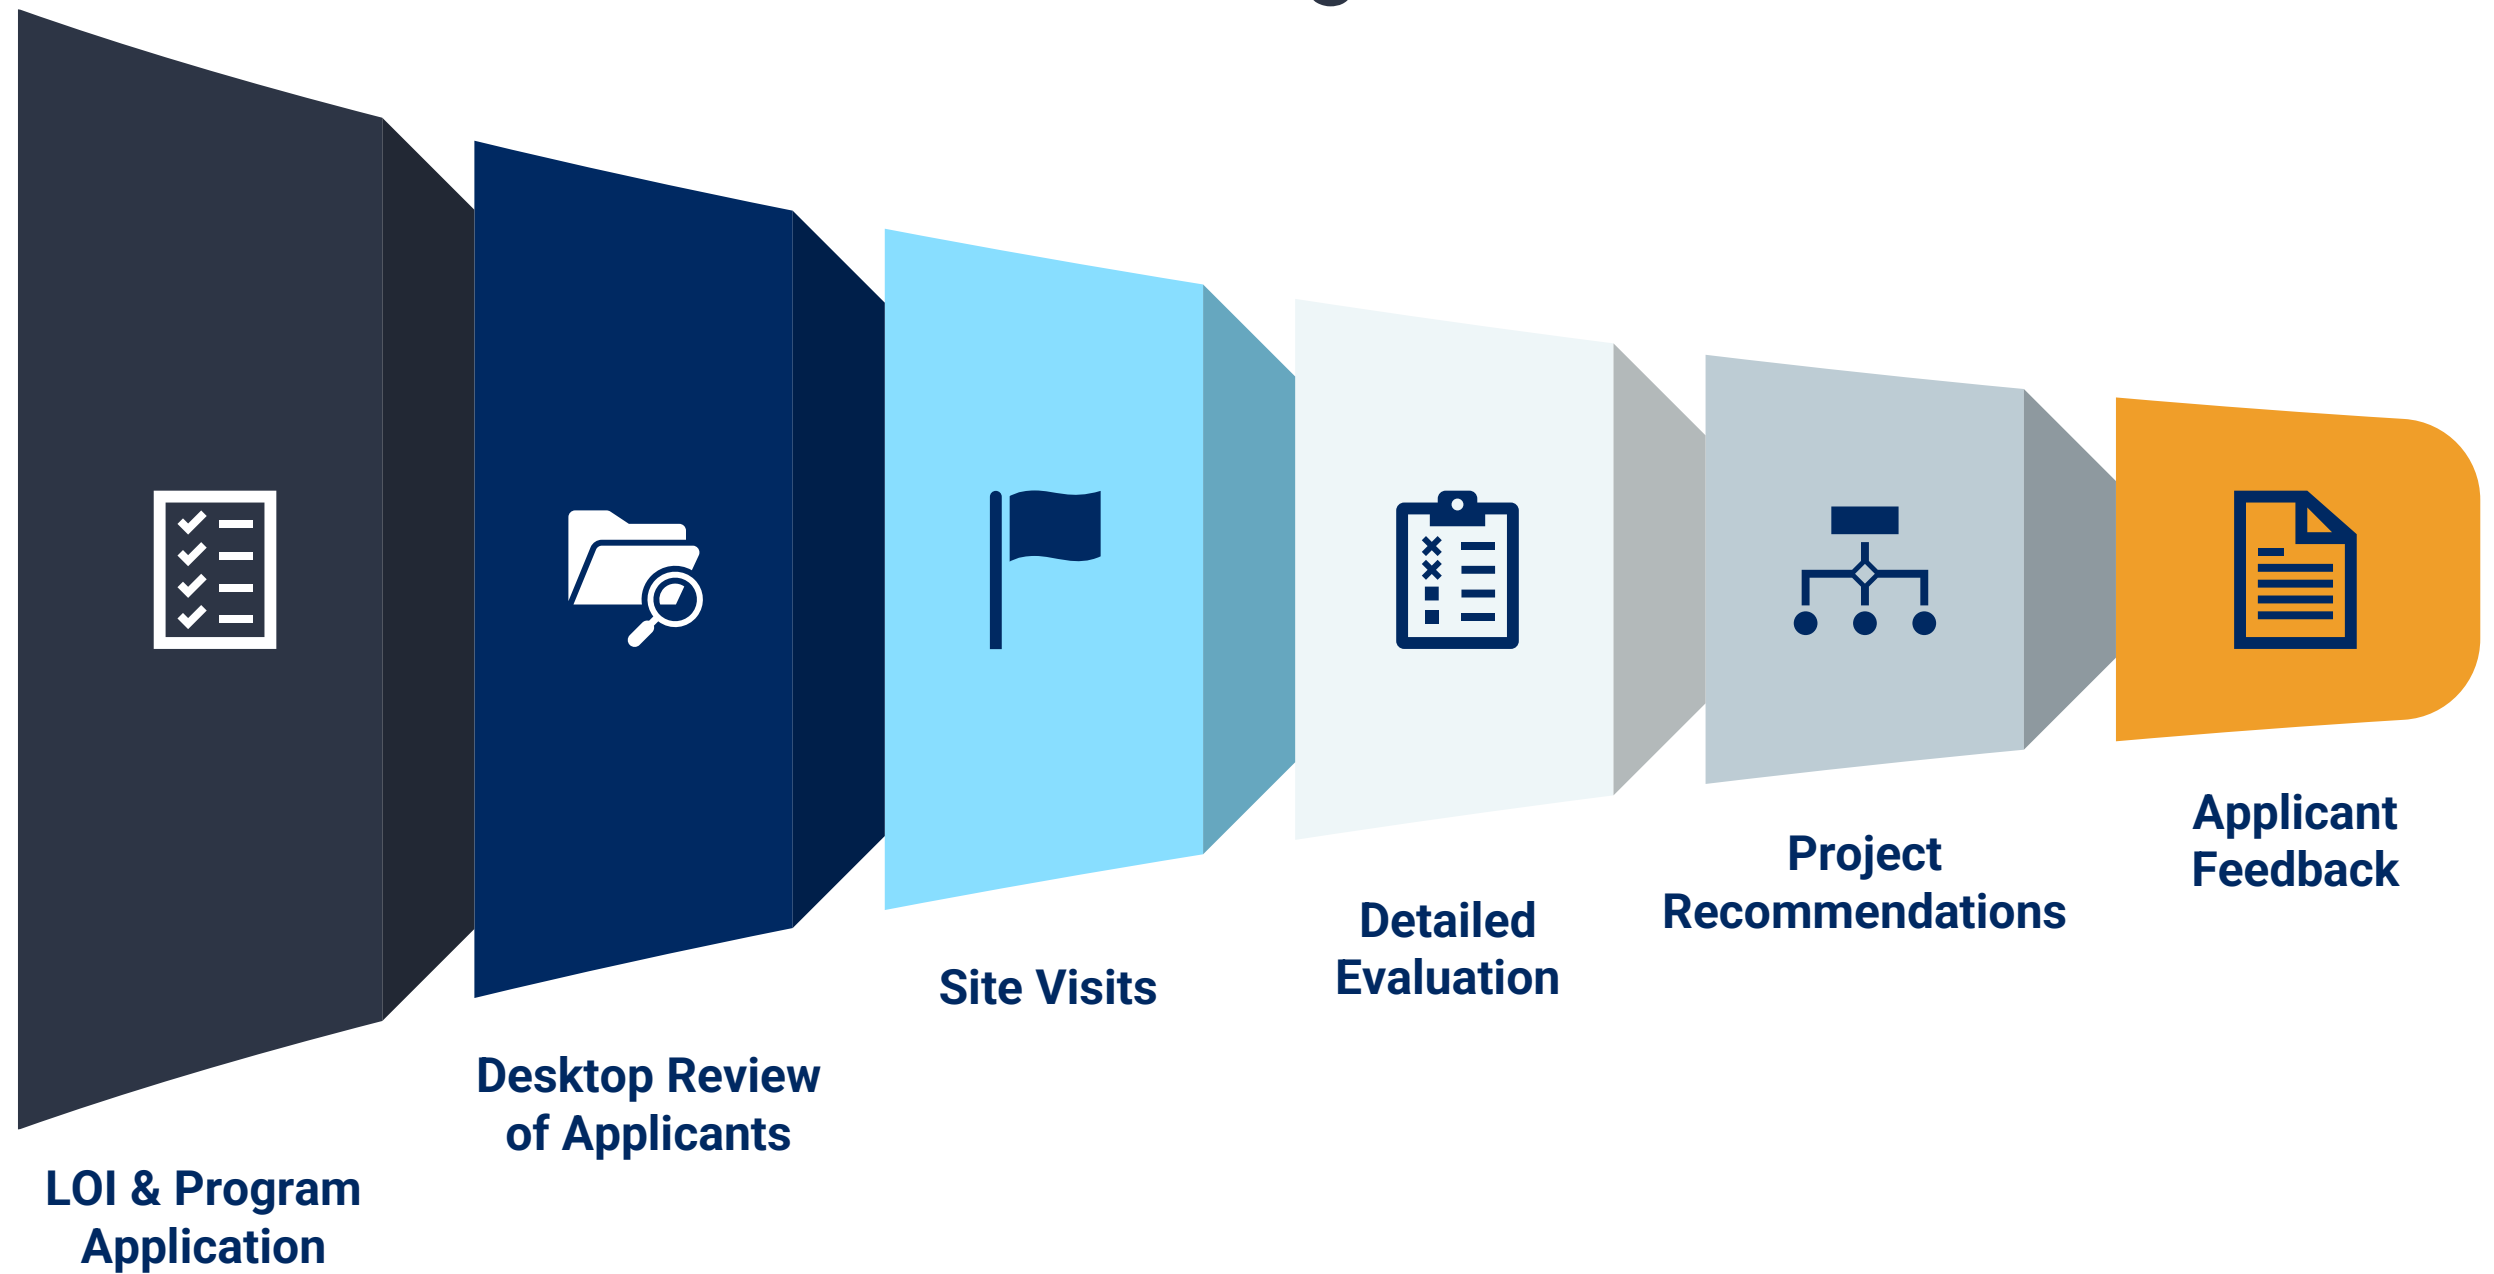 LOI & Program
Application
Desktop Review
of Applicants
Site Visits
Detailed
Evaluation
Project
Recommendations
Applicant
Feedback